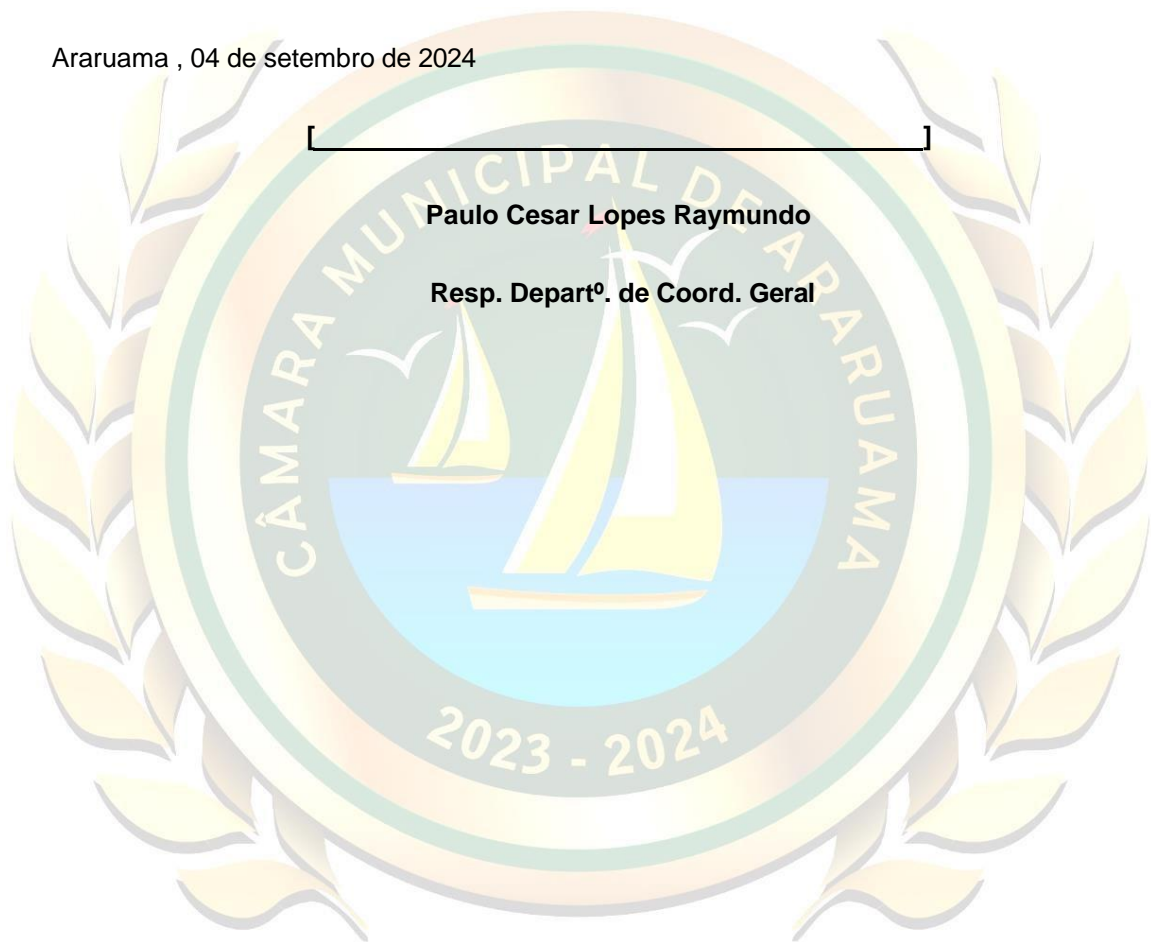 Araruama , 04 de setembro de 2024
[________________________________________]
Paulo Cesar Lopes Raymundo
Resp. Departº. de Coord. Geral
CÂMARA MUNICIPAL DE ARARUAMA
2023 - 2024